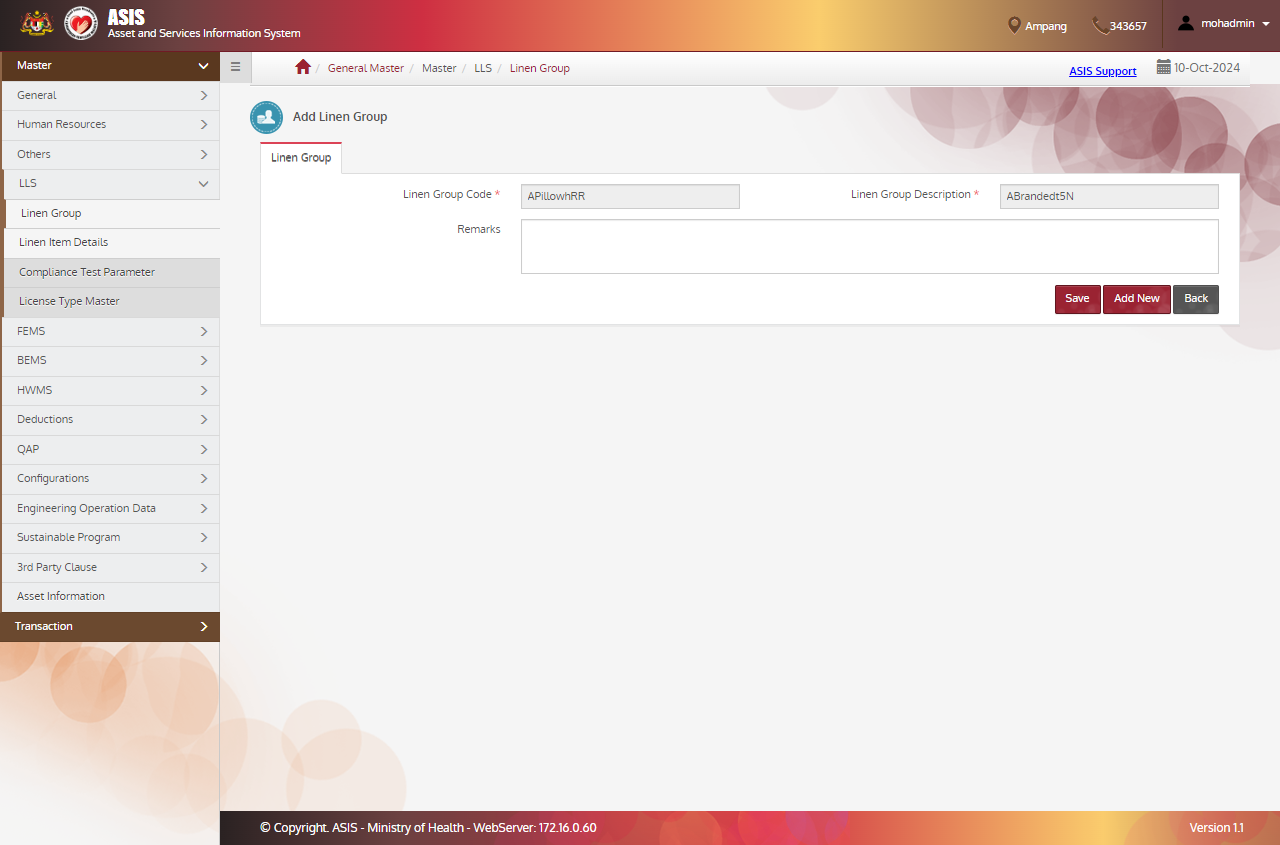 ASIS
Asset and Services Information System
Ampang
343657
mohadmin
Master
General
Human Resources
Others
LLS
Linen Group
Linen Item Details
Compliance Test Parameter
License Type Master
FEMS
BEMS
HWMS
Deductions
QAP
Configurations
Engineering Operation Data
Sustainable Program
3rd Party Clause
Asset Information
Transaction
/ General Master / Master / LLS / Linen Group
ASIS Support
10-Oct-2024
Add Linen Group
Linen Group
Linen Group Code *
APillowhRR
Linen Group Description *
ABrandedt5N
Remarks
Save
Add New
Back
© Copyright. ASIS - Ministry of Health - WebServer: 172.16.0.60
Version 1.1